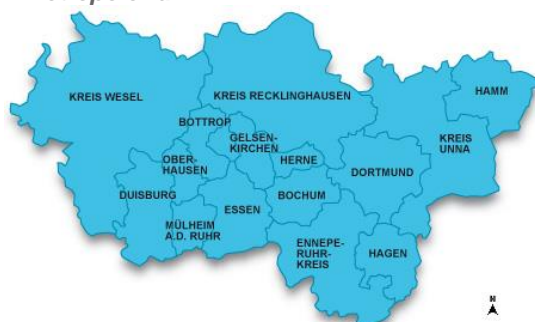 KREIS WESEL
KREIS RECKLINGHAUSEN
HAMM
BOTTROP
GELSEN-
KIRCHEN
KREIS
UNNA
OBER-
HAUSEN
HERNE
DORTMUND
DUISBURG
ESSEN
BOCHUM
MÜLHEIM
A.D. RUHR
ENNEPE-
RUHR-
KREIS
HAGEN
N